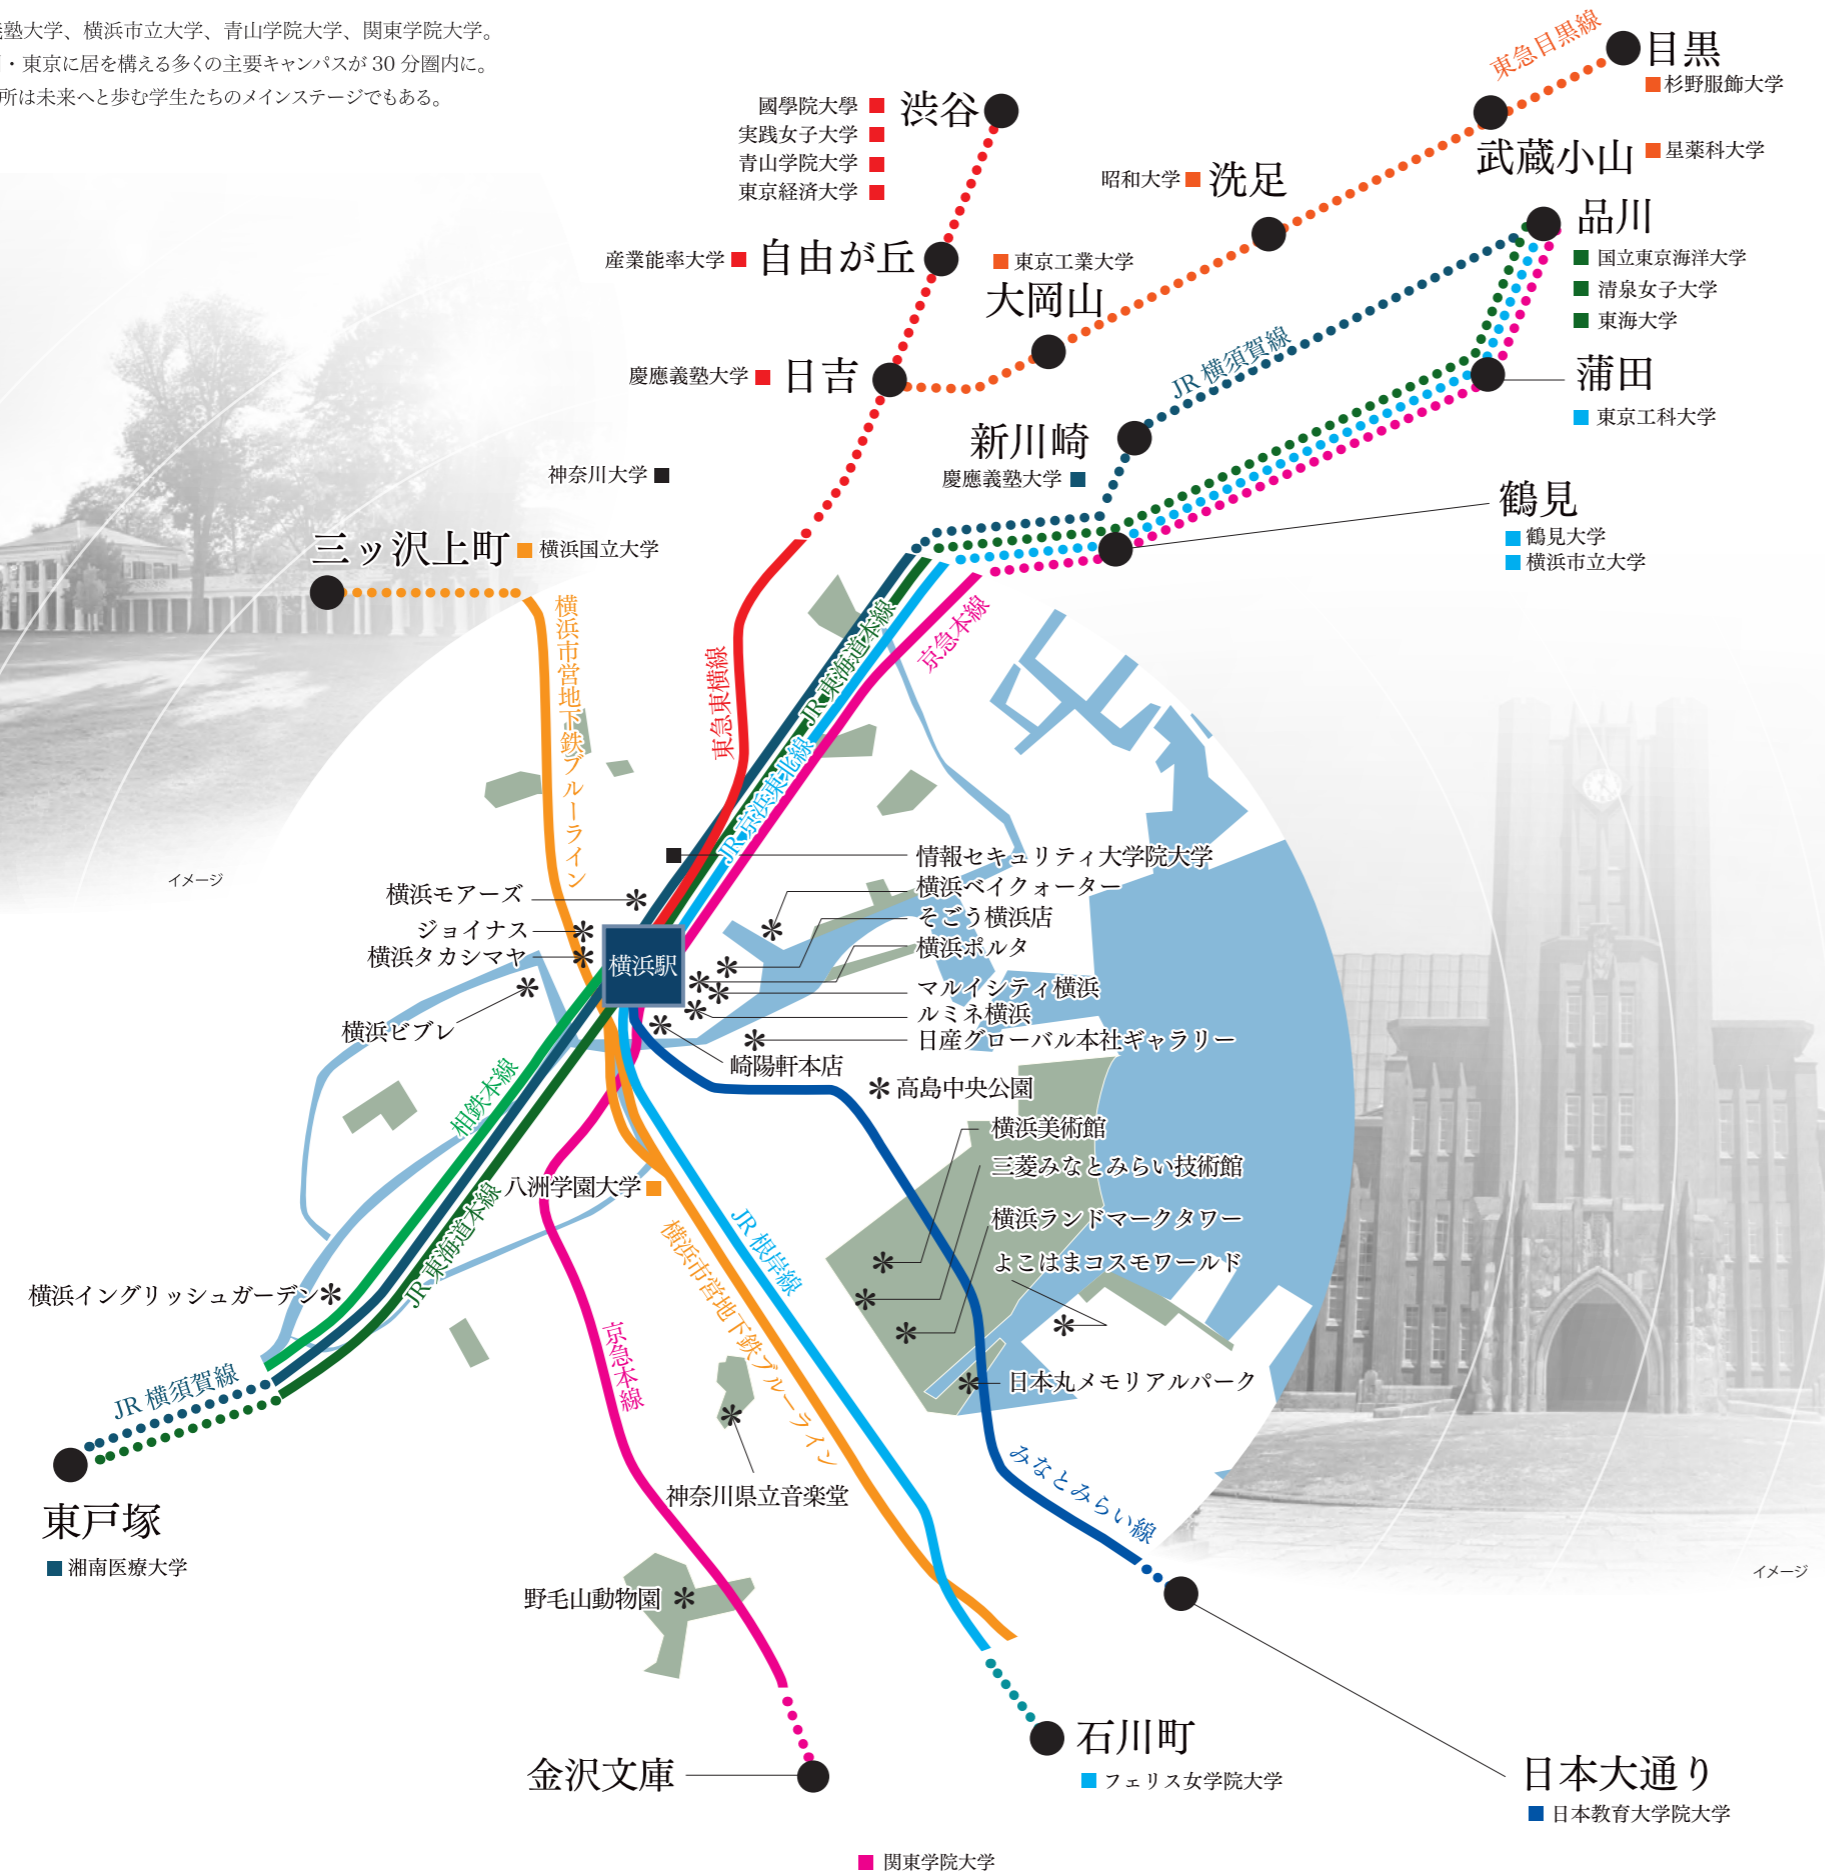 塾大学、横浜市立大学、青山学院大学、関東学院大学。
・東京に居を構える多くの主要キャンパスが 30 分圏内に。
所は未来へと歩む学生たちのメインステージでもある。
東急目黒線
目黒
杉野服飾大学
武蔵小山
星薬科大学
國學院大學
渋谷
実践女子大学
青山学院大学
東京経済大学
昭和大学
洗足
品川
国立東京海洋大学
清泉女子大学
東海大学
産業能率大学
自由が丘
東京工業大学
大岡山
慶應義塾大学
日吉
JR 横須賀線
蒲田
東京工科大学
新川崎
慶應義塾大学
神奈川大学
鶴見
鶴見大学
横浜市立大学
三ッ沢上町
横浜国立大学
横浜市営地下鉄ブルーライン
東急東横線
JR 東海道本線
京急本線
JR 京浜東北線
イメージ
情報セキュリティ大学院大学
横浜モアーズ
横浜ベイクォーター
ジョイナス
そごう横浜店
横浜タカシマヤ
横浜駅
横浜ポルタ
マルイシティ横浜
横浜ビブレ
ルミネ横浜
日産グローバル本社ギャラリー
崎陽軒本店
高島中央公園
相鉄本線
横浜美術館
三菱みなとみらい技術館
八洲学園大学
JR 東海道本線
JR 根岸線
横浜市営地下鉄ブルーライン
横浜ランドマークタワー
よこはまコスモワールド
横浜イングリッシュガーデン
京急本線
JR 横須賀線
日本丸メモリアルパーク
みなとみらい線
神奈川県立音楽堂
東戸塚
湘南医療大学
イメージ
野毛山動物園
石川町
フェリス女学院大学
金沢文庫
日本大通り
日本教育大学院大学
関東学院大学